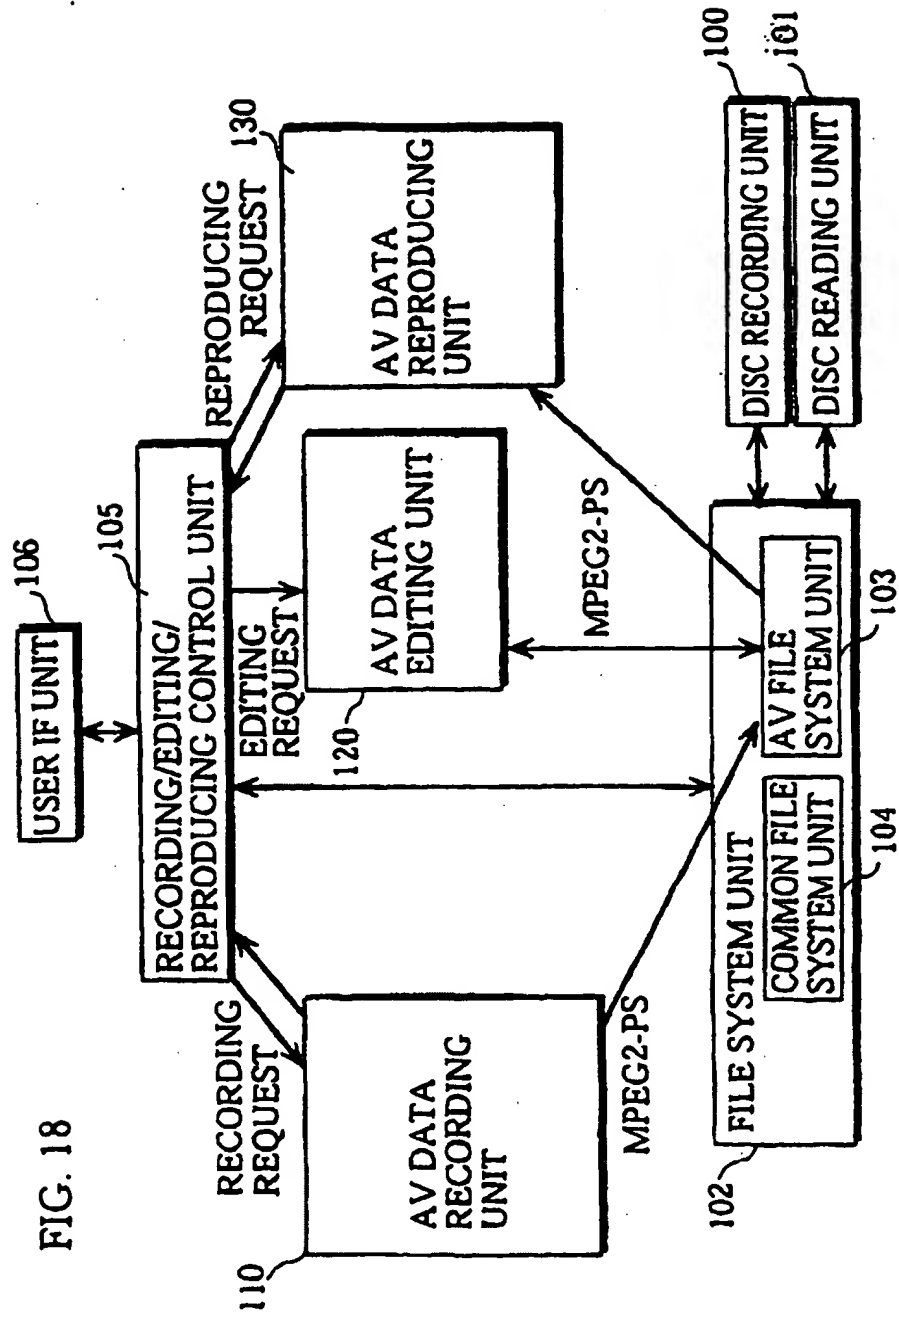 FIG. 18
USER IF UNIT
106
105
RECORDING/EDITING/
REPRODUCING CONTROL UNIT
RECORDING
REQUEST
EDITING
REQUEST
REPRODUCING
REQUEST
110
AV DATA
RECORDING
UNIT
120
AV DATA
EDITING UNIT
130
AV DATA
REPRODUCING
UNIT
MPEG2-PS
MPEG2-PS
102
FILE SYSTEM UNIT
COMMON FILE
SYSTEM UNIT
104
AV FILE
SYSTEM UNIT
103
DISC RECORDING UNIT
100
DISC READING UNIT
101